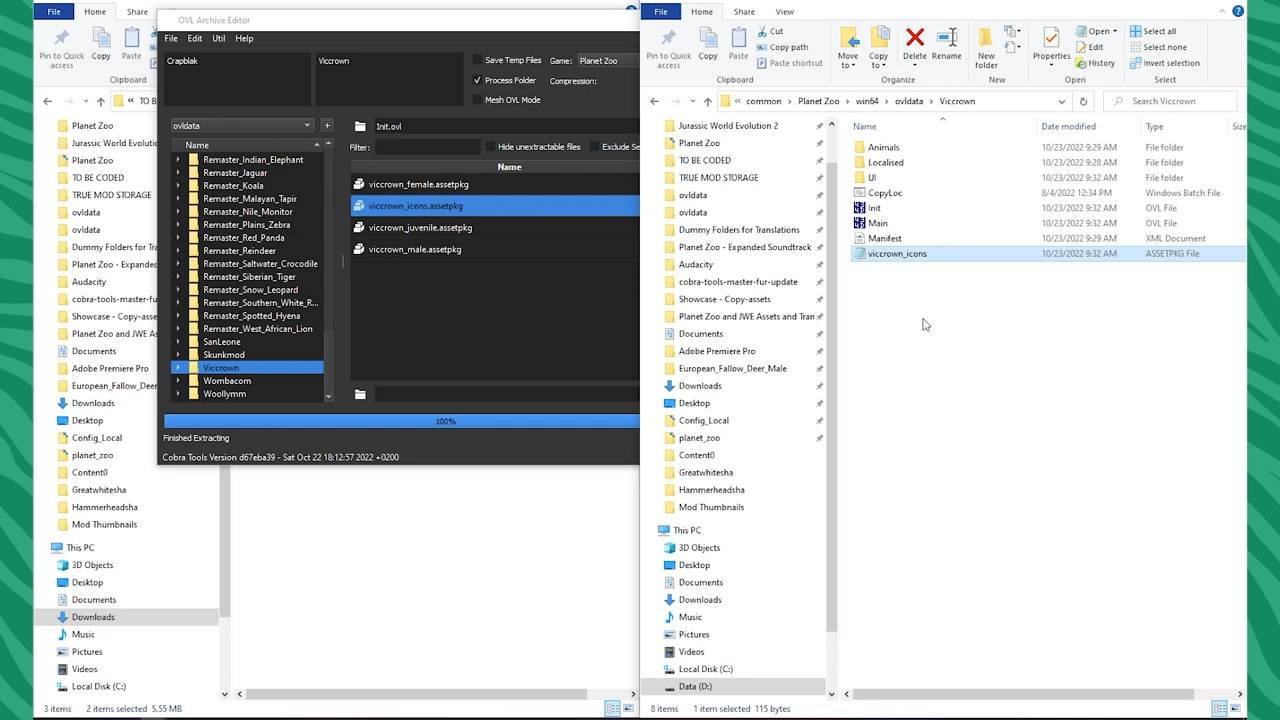 File
Home
Share
Pin to Quick access
Copy
Paste
Clipboard
TO B
Planet Zoo
Jurassic World Evolutio
Planet Zoo
TO BE CODED
TRUE MOD STORAGE
ovldata
ovldata
ovldata
Dummy Folders for Tra
Planet Zoo - Expanded
Audacity
cobra-tools-master-fu
Showcase - Copy-asse
Planet Zoo and JWE As
Documents
Adobe Premiere Pro
European_Fallow_Deer
Downloads
Desktop
Config_Local
planet_zoo
Content0
Greatwhitesha
Hammerheadsha
Mod Thumbnails
This PC
3D Objects
Desktop
Documents
Downloads
Music
Pictures
Videos
Local Disk (C:)
3 items
2 items selected 5.55 MB
OVL Archive Editor
File
Edit
Util
Help
Crapblak
Viccrown
Save Temp Files
Process Folder
Mesh OVL Mode
Game:
Planet Zoo
Compression:
ovldata
+
Init.ovl
Filter:
Hide unextractable files
Exclude Se
Name
Remaster_Indian_Elephant
Remaster_Jaguar
Remaster_Koala
Remaster_Malayan_Tapir
Remaster_Nile_Monitor
Remaster_Plains_Zebra
Remaster_Red_Panda
Remaster_Reindeer
Remaster_Saltwater_Crocodile
Remaster_Siberian_Tiger
Remaster_Snow_Leopard
Remaster_Southern_White_R...
Remaster_Spotted_Hyena
Remaster_West_African_Lion
SanLeone
Skunkmod
Viccrown
Wombacom
Woollymm
Name
viccrown_female.assetpkg
viccrown_icons.assetpkg
viccrown_juvenile.assetpkg
viccrown_male.assetpkg
100%
Finished Extracting
Cobra Tools Version d67eba39 - Sat Oct 22 18:12:57 2022 +0200
File
Home
Share
View
Pin to Quick access
Copy
Paste
Cut
Copy path
Paste shortcut
Clipboard
Move to
Copy to
Delete
Rename
Organize
New folder
New
Properties
Open
Edit
History
Open
Select all
Select none
Invert selection
Select
common > Planet Zoo > win64 > ovldata > Viccrown
Search Viccrown
Jurassic World Evolution 2
Planet Zoo
TO BE CODED
TRUE MOD STORAGE
ovldata
ovldata
Dummy Folders for Translations
Planet Zoo - Expanded Soundtrack
Audacity
cobra-tools-master-fur-update
Showcase - Copy-assets
Planet Zoo and JWE Assets and Tran
Documents
Adobe Premiere Pro
European_Fallow_Deer_Male
Downloads
Desktop
Config_Local
planet_zoo
Content0
Greatwhitesha
Hammerheadsha
Mod Thumbnails
This PC
3D Objects
Desktop
Documents
Downloads
Music
Pictures
Videos
Local Disk (C:)
Data (D:)
Name Date modified Type Size
Animals 10/23/2022 9:29 AM File folder
Localised 10/23/2022 9:28 AM File folder
UI 10/23/2022 9:32 AM File folder
CopyLoc 8/4/2022 12:34 PM Windows Batch File
Init 10/23/2022 9:32 AM OVL File
Main 10/23/2022 9:32 AM OVL File
Manifest 10/23/2022 9:29 AM XML Document
viccrown_icons 10/23/2022 9:32 AM ASSETPKG File
8 items
1 item selected 115 bytes